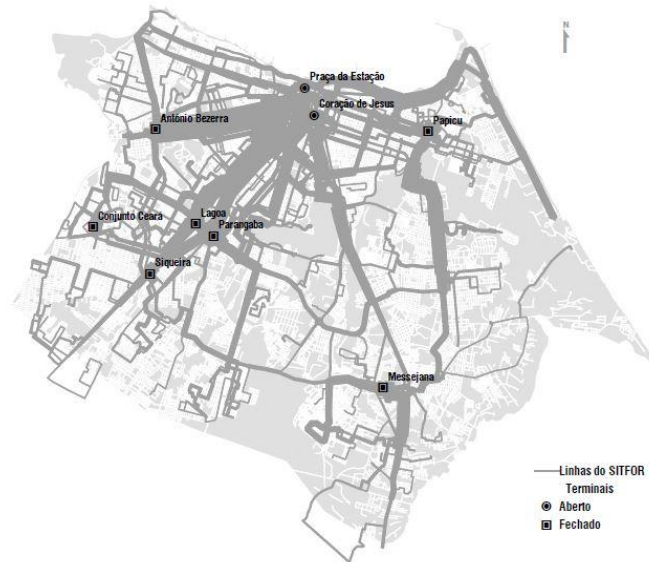 N
Praça da Estação
Coração de Jesus
Antônio Bezerra
Papicu
Conjunto Ceará
Lagoa
Parangaba
Siqueira
Messejana
Linhas do SITFOR
Terminais
Aberto
Fechado